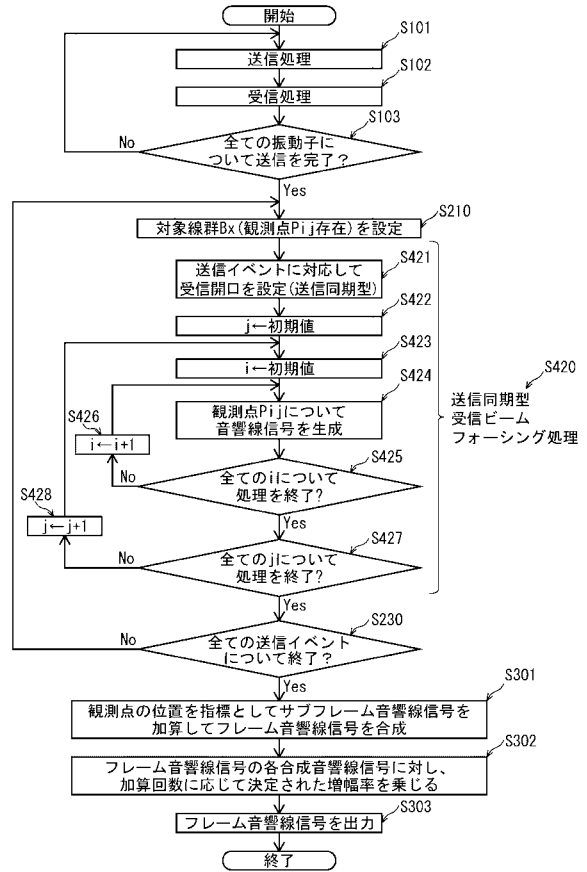 開始
S101
送信処理
S102
受信処理
S103
全ての振動子に
ついて送信を完了？
No
Yes
S210
対象線群Bx(観測点Pij存在)を設定
S421
送信イベントに対応して
受信開口を設定(送信同期型)
S422
j←初期値
S423
i←初期値
S424
観測点Pijについて
音響線信号を生成
S426
i←i+1
S425
全てのiについて
処理を終了?
No
Yes
S428
j←j+1
S427
全てのjについて
処理を終了?
No
Yes
S420
送信同期型
受信ビーム
フォーシング処理
S230
全ての送信イベント
について終了？
No
Yes
S301
観測点の位置を指標としてサブフレーム音響線信号を
加算してフレーム音響線信号を合成
S302
フレーム音響線信号の各合成音響線信号に対し、
加算回数に応じて決定された増幅率を乗じる
S303
フレーム音響線信号を出力
終了